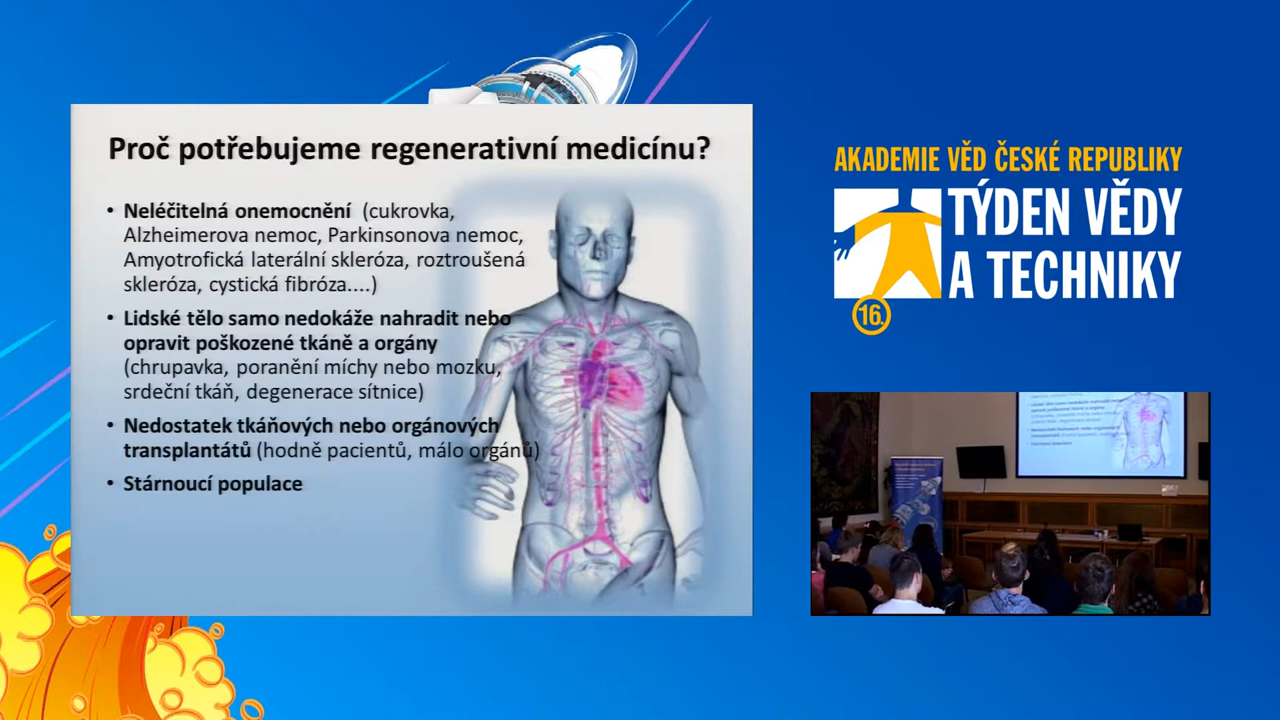 Proč potřebujeme regenerativní medicínu?
• Neléčitelná onemocnění (cukrovka,
Alzheimerova nemoc, Parkinsonova nemoc,
Amyotrofická laterální skleróza, roztroušená
skleróza, cystická fibróza....)
• Lidské tělo samo nedokáže nahradit nebo
opravit poškozené tkáně a orgány
(chrupavka, poranění míchy nebo mozku,
srdeční tkáň, degenerace sítnice)
• Nedostatek tkáňových nebo orgánových
transplantátů (hodně pacientů, málo orgánů)
• Stárnoucí populace
AKADEMIE VĚD ČESKÉ REPUBLIKY
TÝDEN VĚDY
A TECHNIKY
16.